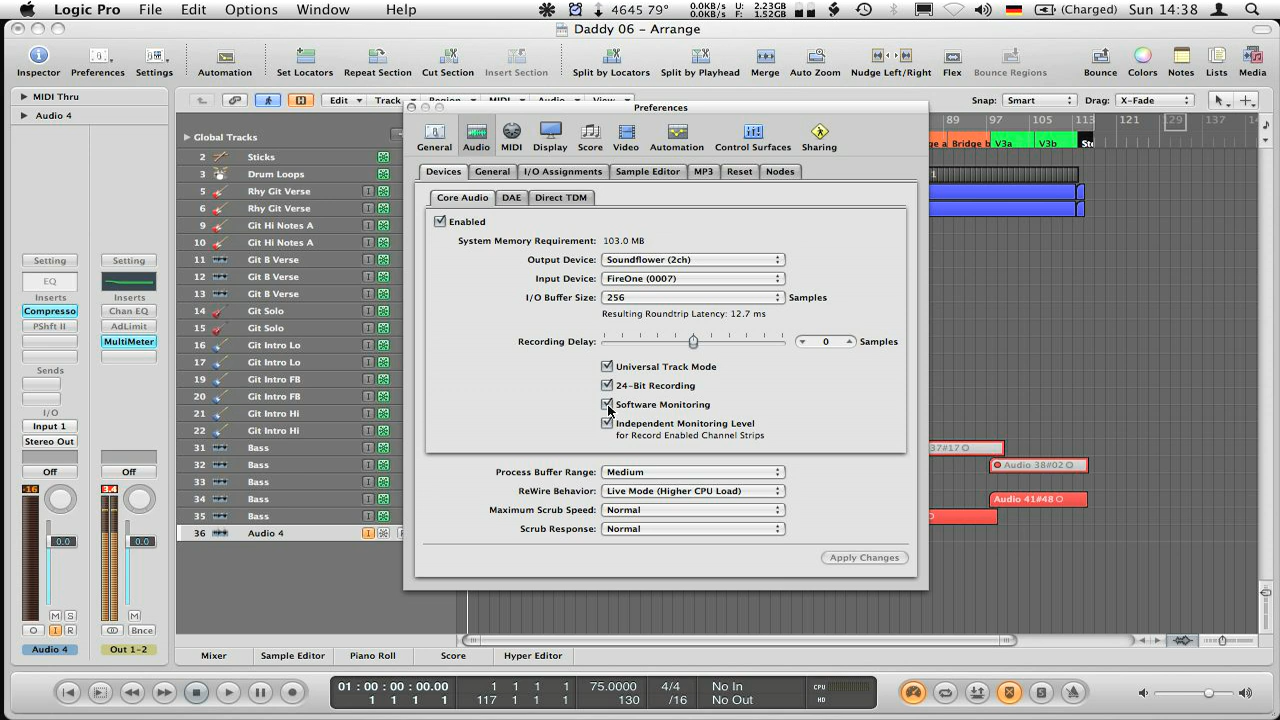 Logic Pro File Edit Options Window Help 4645 79° 0.0KB/s 0.0KB/s U: 2.23GB F: 1.52GB (Charged) Sun 14:38
Daddy 06 - Arrange
Inspector Preferences Settings Automation Set Locators Repeat Section Cut Section Insert Section Split by Locators Split by Playhead Merge Auto Zoom Nudge Left/Right Flex Bounce Regions Bounce Colors Notes Lists Media
MIDI Thru
Audio 4
Edit Track MIDI Audio View Snap: Smart Drag: X-Fade
Preferences
Global Tracks
89 97 105 113 121 129
Bridge b V3a V3b
General Audio MIDI Display Score Video Automation Control Surfaces Sharing
Devices General I/O Assignments Sample Editor MP3 Reset Nodes
Core Audio DAE Direct TDM
Enabled
System Memory Requirement: 103.0 MB
Output Device: Soundflower (2ch)
Input Device: FireOne (0007)
I/O Buffer Size: 256 Samples
Resulting Roundtrip Latency: 12.7 ms
Recording Delay: 0 Samples
Universal Track Mode
24-Bit Recording
Software Monitoring
Independent Monitoring Level
for Record Enabled Channel Strips
Process Buffer Range: Medium
ReWire Behavior: Live Mode (Higher CPU Load)
Maximum Scrub Speed: Normal
Scrub Response: Normal
Apply Changes
2 Sticks
3 Drum Loops
5 Rhy Git Verse I
6 Rhy Git Verse I
9 Git Hi Notes A I
10 Git Hi Notes A I
11 Git B Verse I
12 Git B Verse I
13 Git B Verse I
14 Git Solo I
15 Git Solo I
16 Git Intro Lo I
17 Git Intro Lo I
19 Git Intro FB I
20 Git Intro FB I
21 Git Intro Hi I
22 Git Intro Hi I
31 Bass I
32 Bass I
33 Bass I
34 Bass I
35 Bass I
36 Audio 4 I
37#17
Audio 38#02
Audio 41#48
Setting Setting
EQ
Inserts Inserts
Compresso Chan EQ
PShft II AdLimit
MultiMeter
Sends
I/O
Input 1
Stereo Out
Off Off
-16 3.4
0.0 0.0
M S M
I R Bnce
Audio 4 Out 1-2
Mixer Sample Editor Piano Roll Score Hyper Editor
01 : 00 : 00 : 00.00 1 1 1 1 75.0000 4/4 No In CPU
117 1 1 1 130 /16 No Out HD